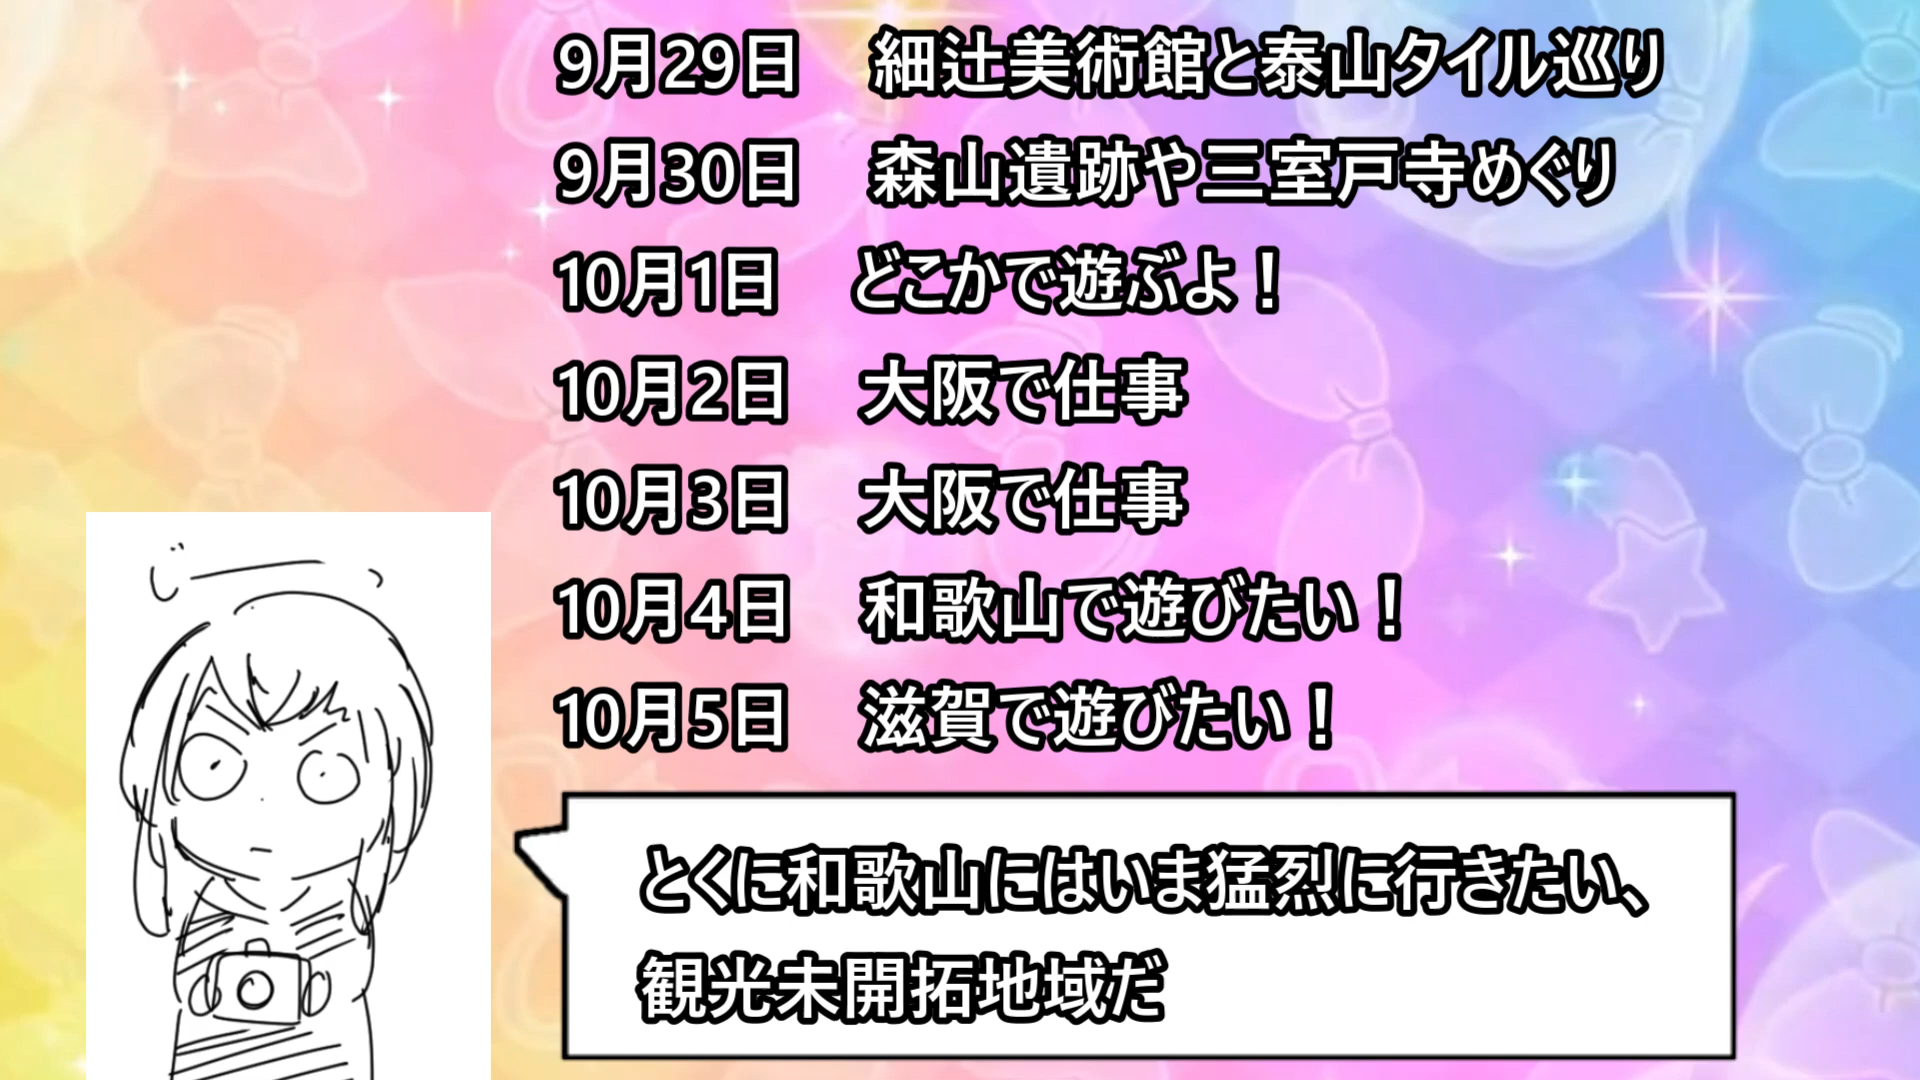 9月29日　細辻美術館と泰山タイル巡り
9月30日　森山遺跡や三室戸寺めぐり
10月1日　どこかで遊ぶよ！
10月2日　大阪で仕事
10月3日　大阪で仕事
10月4日　和歌山で遊びたい！
10月5日　滋賀で遊びたい！
とくに和歌山にはいま猛烈に行きたい、
観光未開拓地域だ